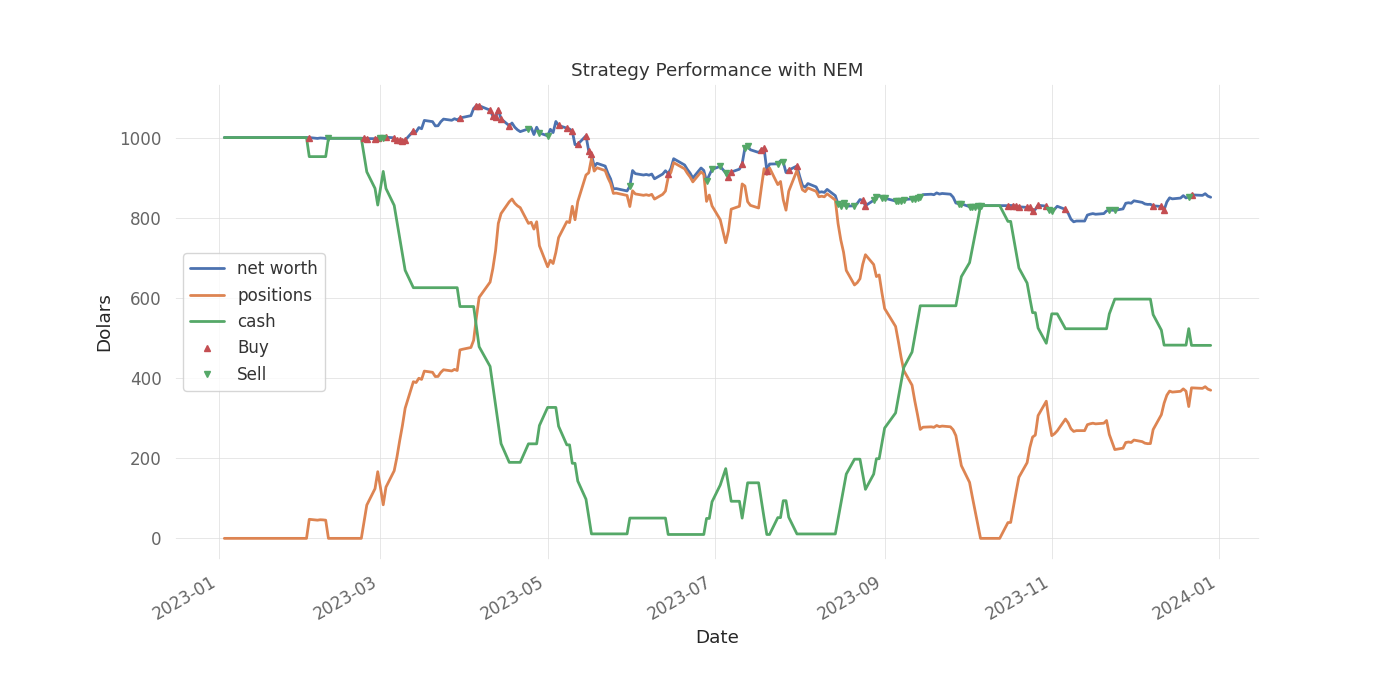 Strategy Performance with NEM
1000
800
600
400
200
0
Dolars
net worth
positions
cash
Buy
Sell
2023-01
2023-03
2023-05
2023-07
2023-09
2023-11
2024-01
Date